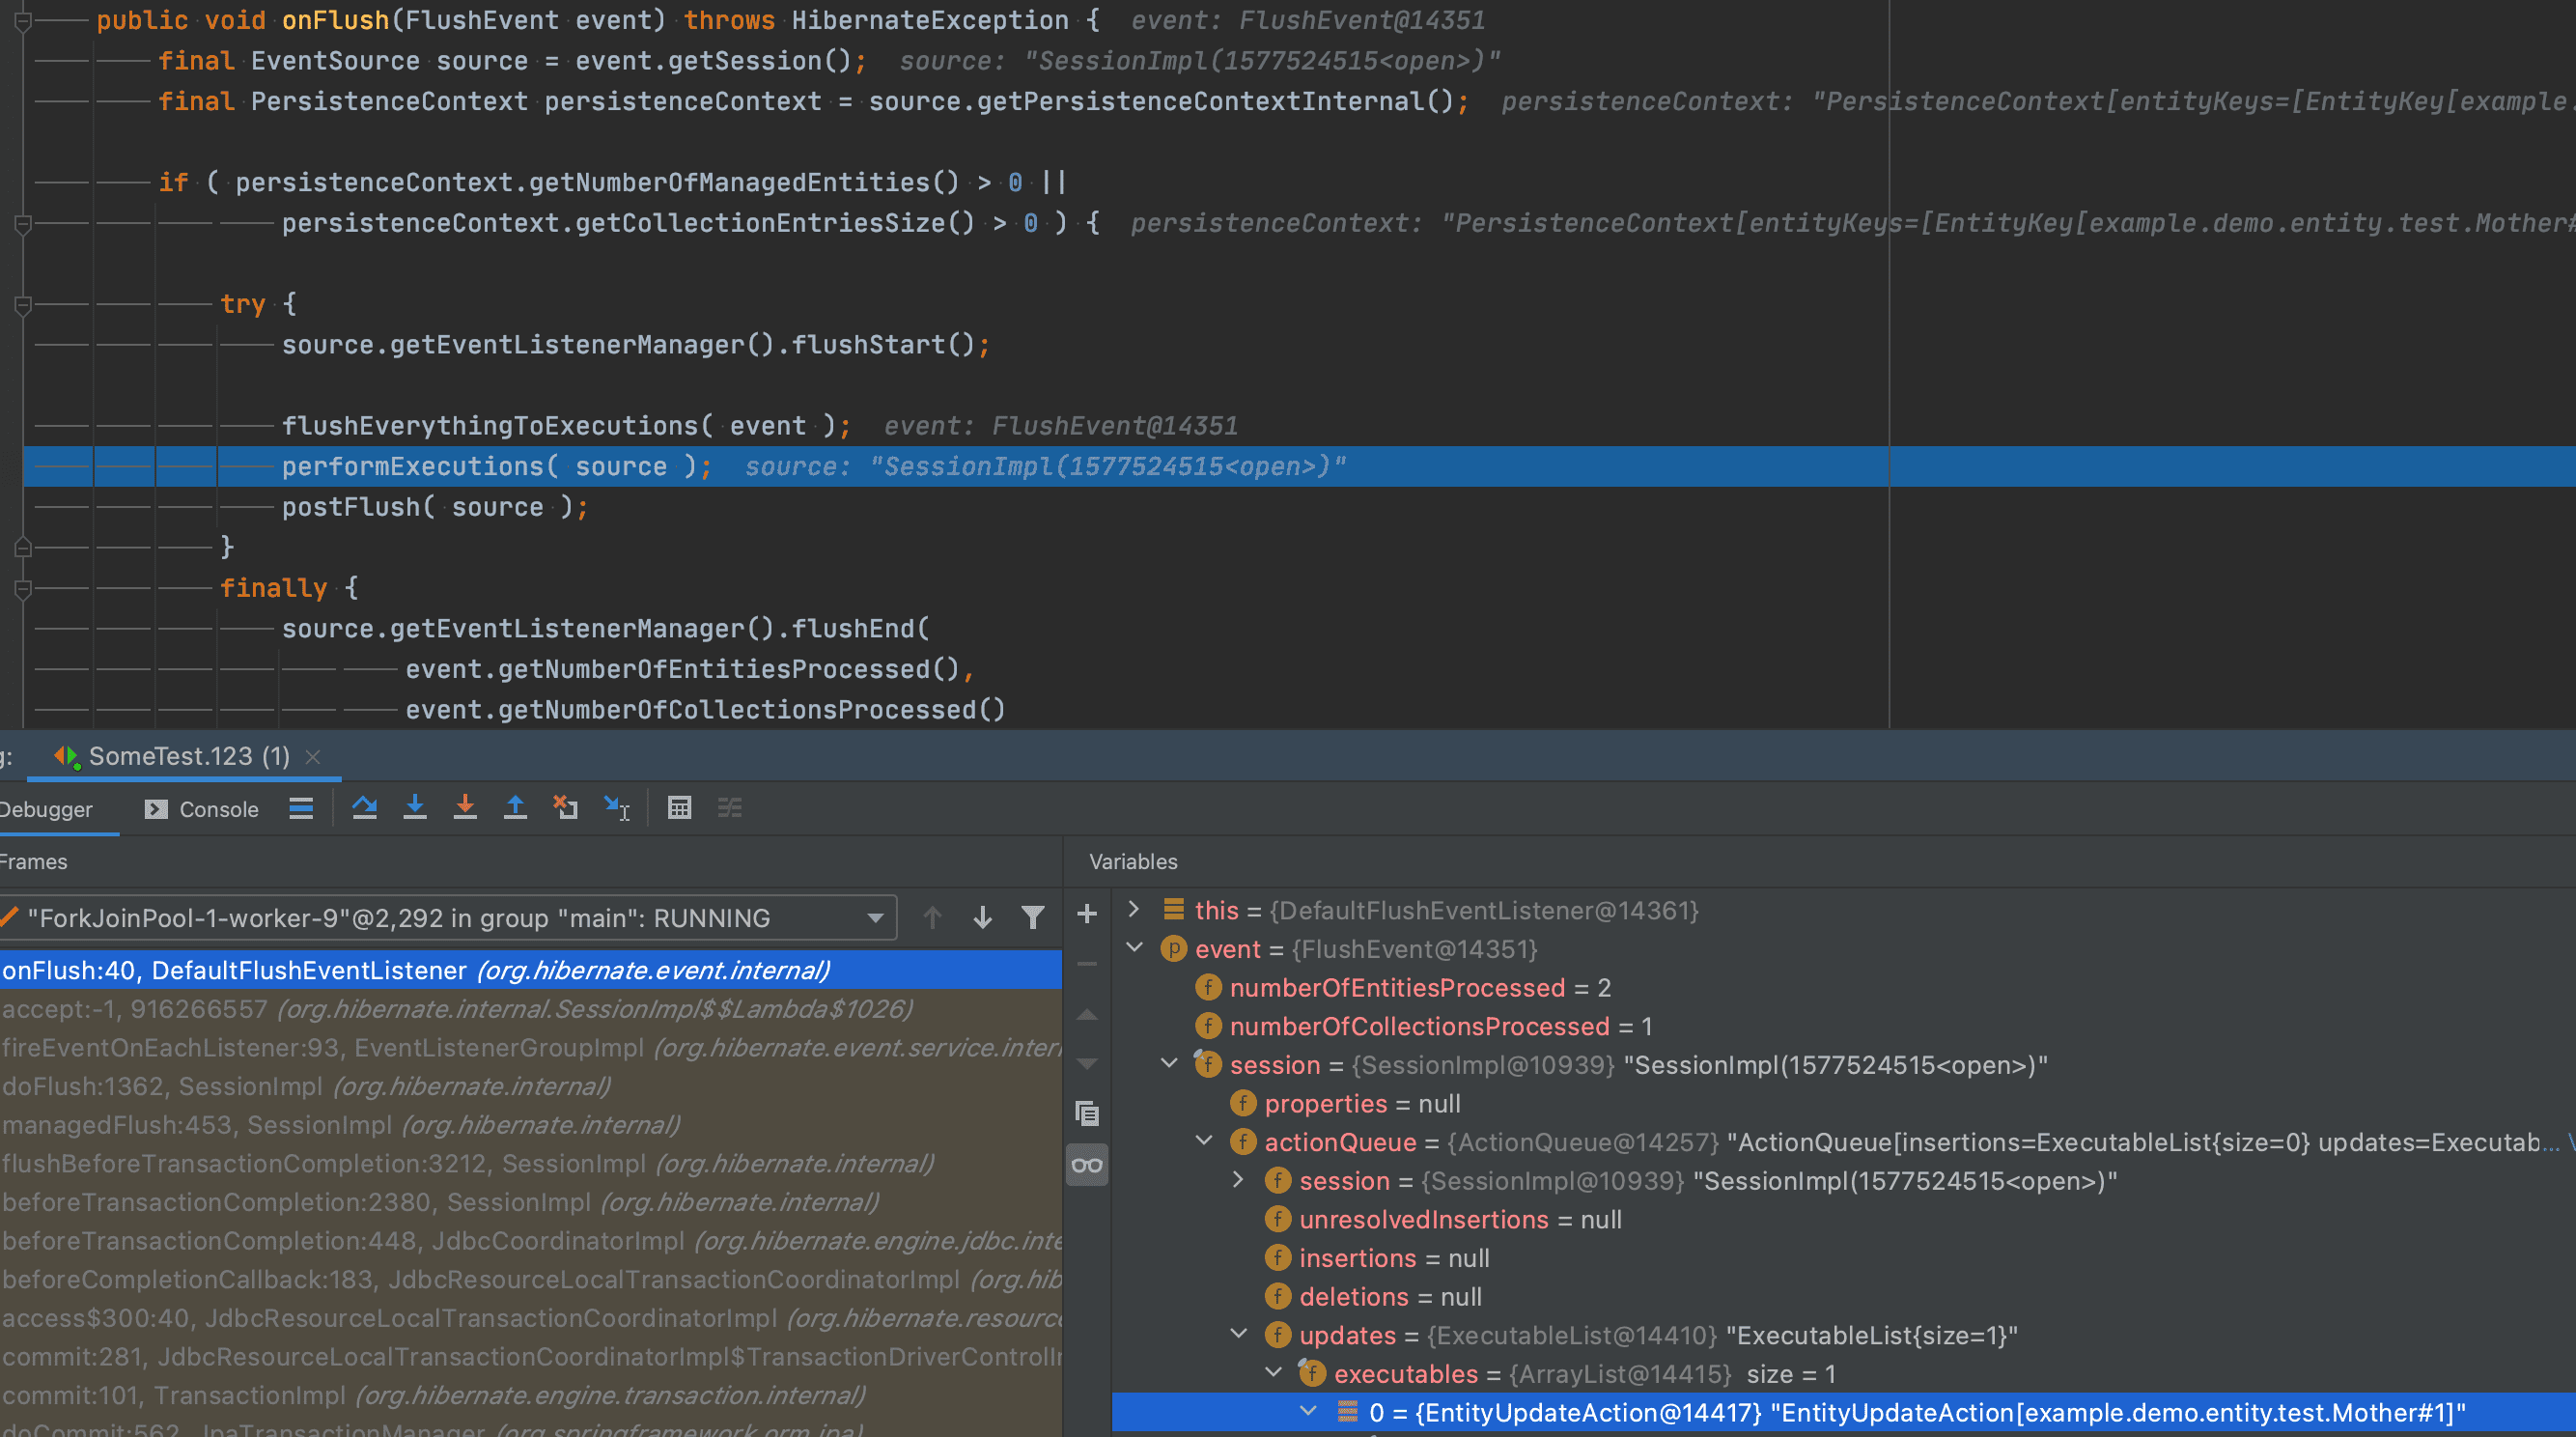 public void onFlush(FlushEvent event) throws HibernateException {  event: FlushEvent@14351
final EventSource source = event.getSession();  source: "SessionImpl(1577524515<open>)"
final PersistenceContext persistenceContext = source.getPersistenceContextInternal();  persistenceContext: "PersistenceContext[entityKeys=[EntityKey[example.
if ( persistenceContext.getNumberOfManagedEntities() > 0 ||
persistenceContext.getCollectionEntriesSize() > 0 ) {  persistenceContext: "PersistenceContext[entityKeys=[EntityKey[example.demo.entity.test.Mother#
try {
source.getEventListenerManager().flushStart();
flushEverythingToExecutions( event );  event: FlushEvent@14351
performExecutions( source );  source: "SessionImpl(1577524515<open>)"
postFlush( source );
}
finally {
source.getEventListenerManager().flushEnd(
event.getNumberOfEntitiesProcessed(),
event.getNumberOfCollectionsProcessed()
g: SomeTest.123 (1)
Debugger Console
Frames
"ForkJoinPool-1-worker-9"@2,292 in group "main": RUNNING
onFlush:40, DefaultFlushEventListener (org.hibernate.event.internal)
accept:-1, 916266557 (org.hibernate.internal.SessionImpl$$Lambda$1026)
fireEventOnEachListener:93, EventListenerGroupImpl (org.hibernate.event.service.inter
doFlush:1362, SessionImpl (org.hibernate.internal)
managedFlush:453, SessionImpl (org.hibernate.internal)
flushBeforeTransactionCompletion:3212, SessionImpl (org.hibernate.internal)
beforeTransactionCompletion:2380, SessionImpl (org.hibernate.internal)
beforeTransactionCompletion:448, JdbcCoordinatorImpl (org.hibernate.engine.jdbc.inte
beforeCompletionCallback:183, JdbcResourceLocalTransactionCoordinatorImpl (org.hib
access$300:40, JdbcResourceLocalTransactionCoordinatorImpl (org.hibernate.resourc
commit:281, JdbcResourceLocalTransactionCoordinatorImpl$TransactionDriverControlI
commit:101, TransactionImpl (org.hibernate.engine.transaction.internal)
doCommit:562, JpaTransactionManager (org.springframework.orm.jpa)
Variables
this = {DefaultFlushEventListener@14361}
event = {FlushEvent@14351}
numberOfEntitiesProcessed = 2
numberOfCollectionsProcessed = 1
session = {SessionImpl@10939} "SessionImpl(1577524515<open>)"
properties = null
actionQueue = {ActionQueue@14257} "ActionQueue[insertions=ExecutableList{size=0} updates=Executab...
session = {SessionImpl@10939} "SessionImpl(1577524515<open>)"
unresolvedInsertions = null
insertions = null
deletions = null
updates = {ExecutableList@14410} "ExecutableList{size=1}"
executables = {ArrayList@14415} size = 1
0 = {EntityUpdateAction@14417} "EntityUpdateAction[example.demo.entity.test.Mother#1]"